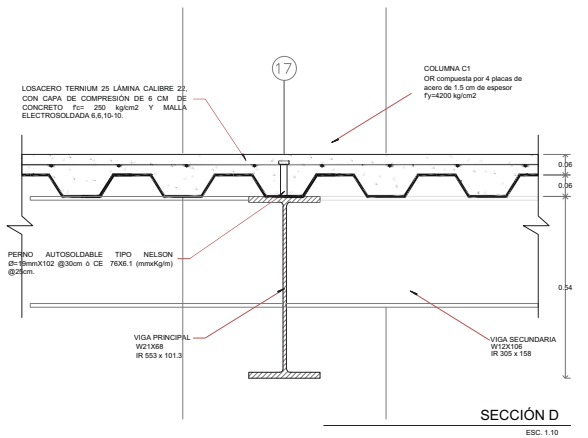 17
COLUMNA C1
OR compuesta por 4 placas de
acero de 1.5 cm de espesor
f'y=4200 kg/cm2
LOSACERO TERNIUM 25 LÁMINA CALIBRE 22,
CON CAPA DE COMPRESIÓN DE 6 CM DE
CONCRETO f'c= 250 kg/cm2 Y MALLA
ELECTROSOLDADA 6,6,10-10.
0.06
0.06
PERNO AUTOSOLDABLE TIPO NELSON
Ø=19mmX102 @30cm ó CE 76X6.1 (mmxKg/m)
@25cm.
0.54
VIGA PRINCIPAL
W21X68
IR 553 x 101.3
VIGA SECUNDARIA
W12X106
IR 305 x 158
SECCIÓN D
ESC. 1.10